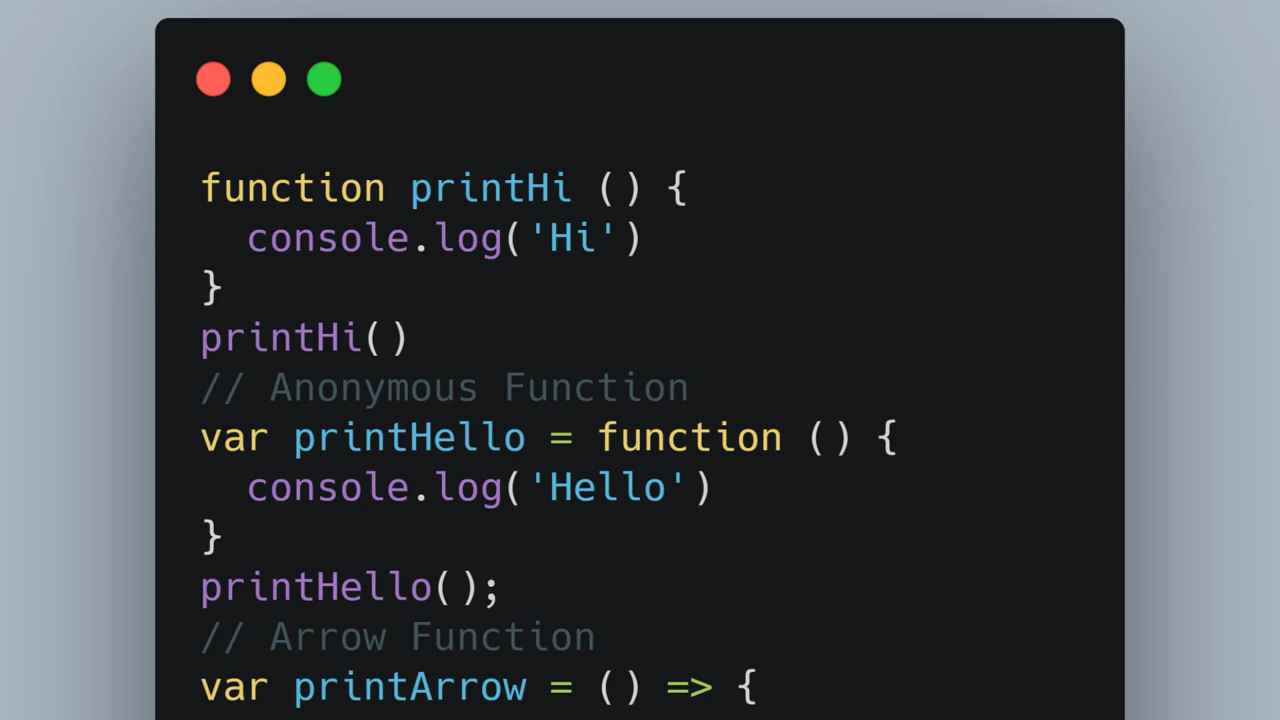 function printHi () {
  console.log('Hi')
}
printHi()
// Anonymous Function
var printHello = function () {
  console.log('Hello')
}
printHello();
// Arrow Function
var printArrow = () => {